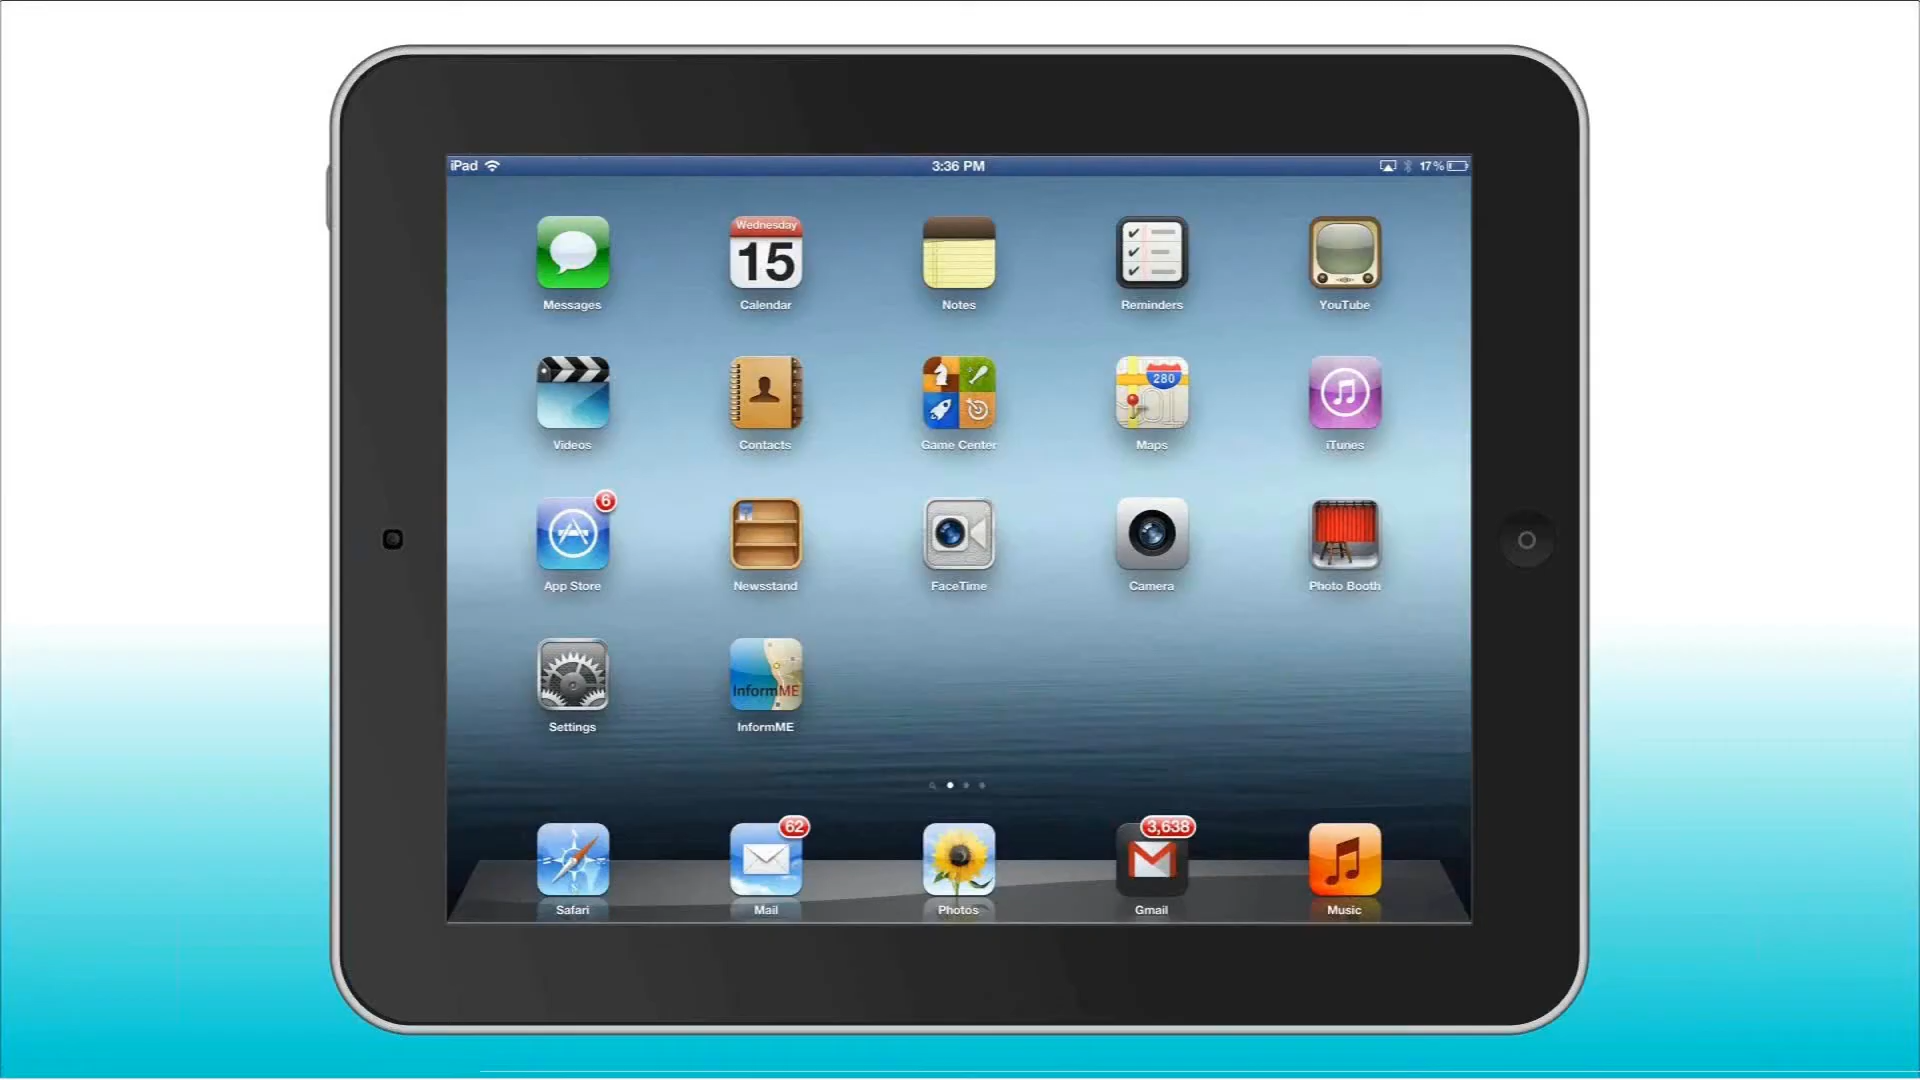 iPad 3:36 PM 17%
Wednesday
15
Messages Calendar Notes Reminders YouTube
280
Videos Contacts Game Center Maps iTunes
6
App Store Newsstand FaceTime Camera Photo Booth
InformME
Settings InformME
62 3,638
Safari Mail Photos Gmail Music